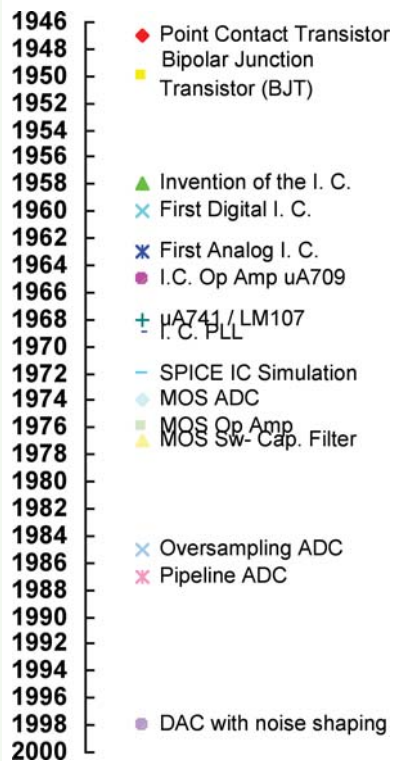 1946
Point Contact Transistor
1948
Bipolar Junction
1950
Transistor (BJT)
1952
1954
1956
1958
Invention of the I. C.
1960
First Digital I. C.
1962
First Analog I. C.
1964
I.C. Op Amp uA709
1966
1968
μA741 / LM107
I. C. PLL
1970
1972
SPICE IC Simulation
1974
MOS ADC
1976
MOS Op Amp
MOS Sw- Cap. Filter
1978
1980
1982
1984
Oversampling ADC
1986
Pipeline ADC
1988
1990
1992
1994
1996
1998
DAC with noise shaping
2000